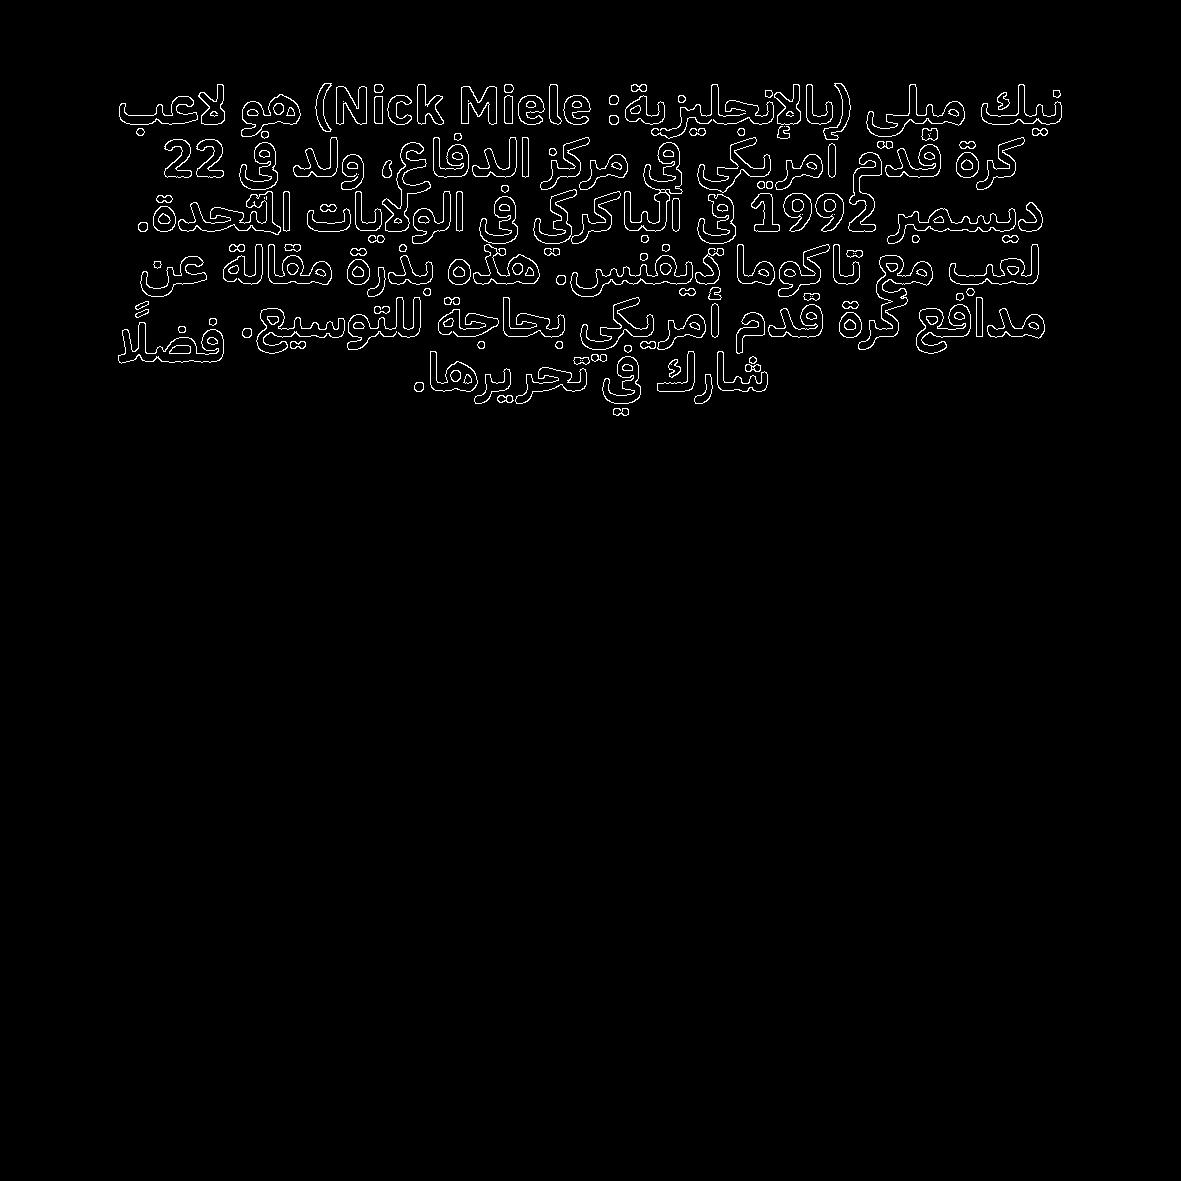 نيك ميلي (بالإنجليزية: Nick Miele) هو لاعب
كرة قدم أمريكي في مركز الدفاع، ولد في 22
ديسمبر 1992 في ألباكركي في الولايات المتحدة.
لعب مع تاكوما ديفنس. هذه بذرة مقالة عن
مدافع كرة قدم أمريكي بحاجة للتوسيع. فضلًا
شارك في تحريرها.